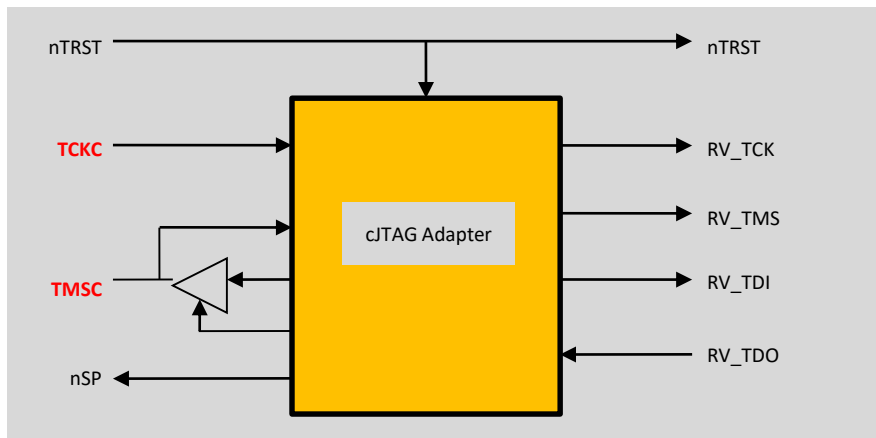 nTRST
nTRST
TCKC
RV_TCK
RV_TMS
cJTAG Adapter
TMSC
RV_TDI
RV_TDO
nSP